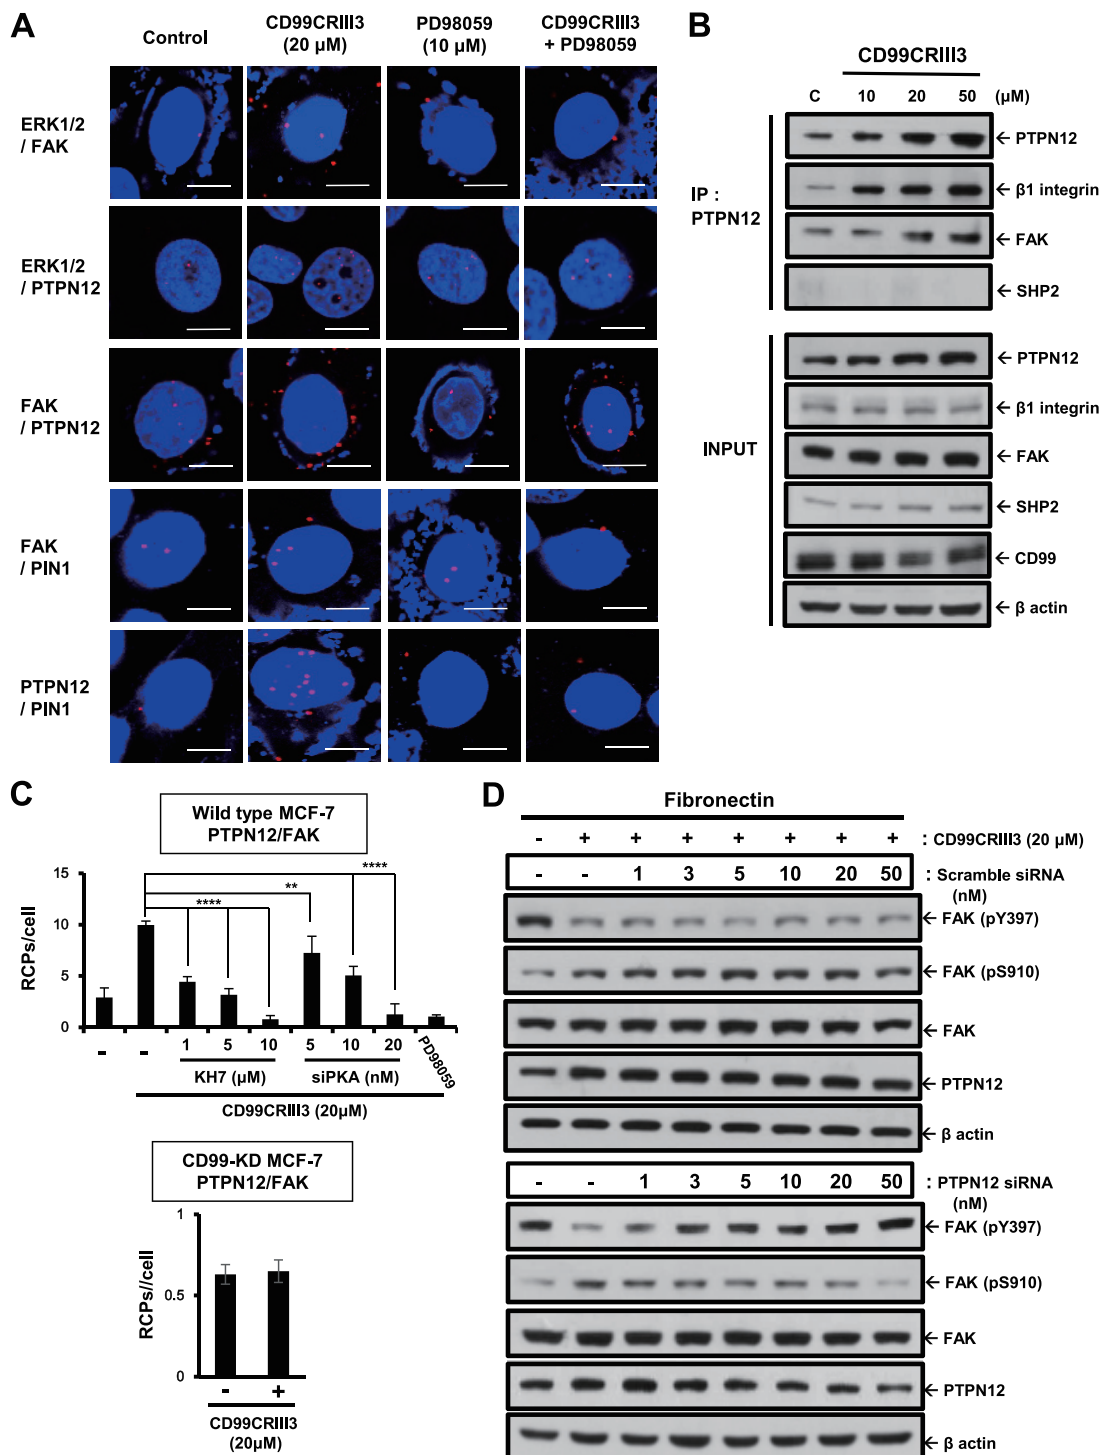 A
Control
CD99CRIII3
(20 µM)
PD98059
(10 µM)
CD99CRIII3
+ PD98059
ERK1/2
/ FAK
ERK1/2
/ PTPN12
FAK
/ PTPN12
FAK
/ PIN1
PTPN12
/ PIN1
B
CD99CRIII3
C 10 20 50 (µM)
IP :
PTPN12
← PTPN12
← β1 integrin
← FAK
← SHP2
INPUT
← PTPN12
← β1 integrin
← FAK
← SHP2
← CD99
← β actin
C
Wild type MCF-7
PTPN12/FAK
RCPs/cell
15
10
5
0
****
**
****
- - 1 5 10 5 10 20 PD98059
KH7 (µM) siPKA (nM)
CD99CRIII3 (20µM)
CD99-KD MCF-7
PTPN12/FAK
RCPs//cell
1
0.5
0
- +
CD99CRIII3
(20µM)
D
Fibronectin
- + + + + + + + : CD99CRIII3 (20 µM)
- - 1 3 5 10 20 50 : Scramble siRNA
(nM)
← FAK (pY397)
← FAK (pS910)
← FAK
← PTPN12
← β actin
- - 1 3 5 10 20 50 : PTPN12 siRNA
(nM)
← FAK (pY397)
← FAK (pS910)
← FAK
← PTPN12
← β actin